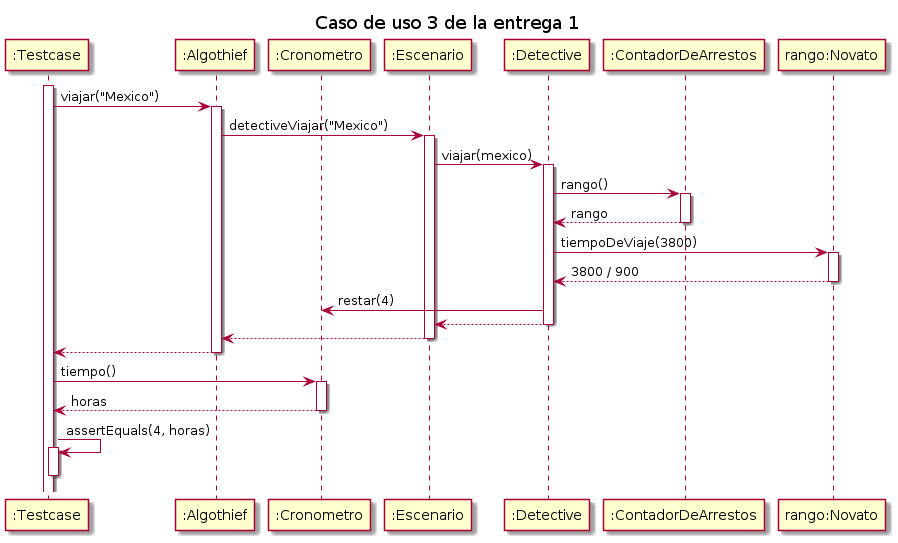 Caso de uso 3 de la entrega 1
:Testcase :Algothief :Cronometro :Escenario :Detective :ContadorDeArrestos rango:Novato
viajar("Mexico")
detectiveViajar("Mexico")
viajar(mexico)
rango()
rango
tiempoDeViaje(3800)
3800 / 900
restar(4)
tiempo()
horas
assertEquals(4, horas)
:Testcase :Algothief :Cronometro :Escenario :Detective :ContadorDeArrestos rango:Novato